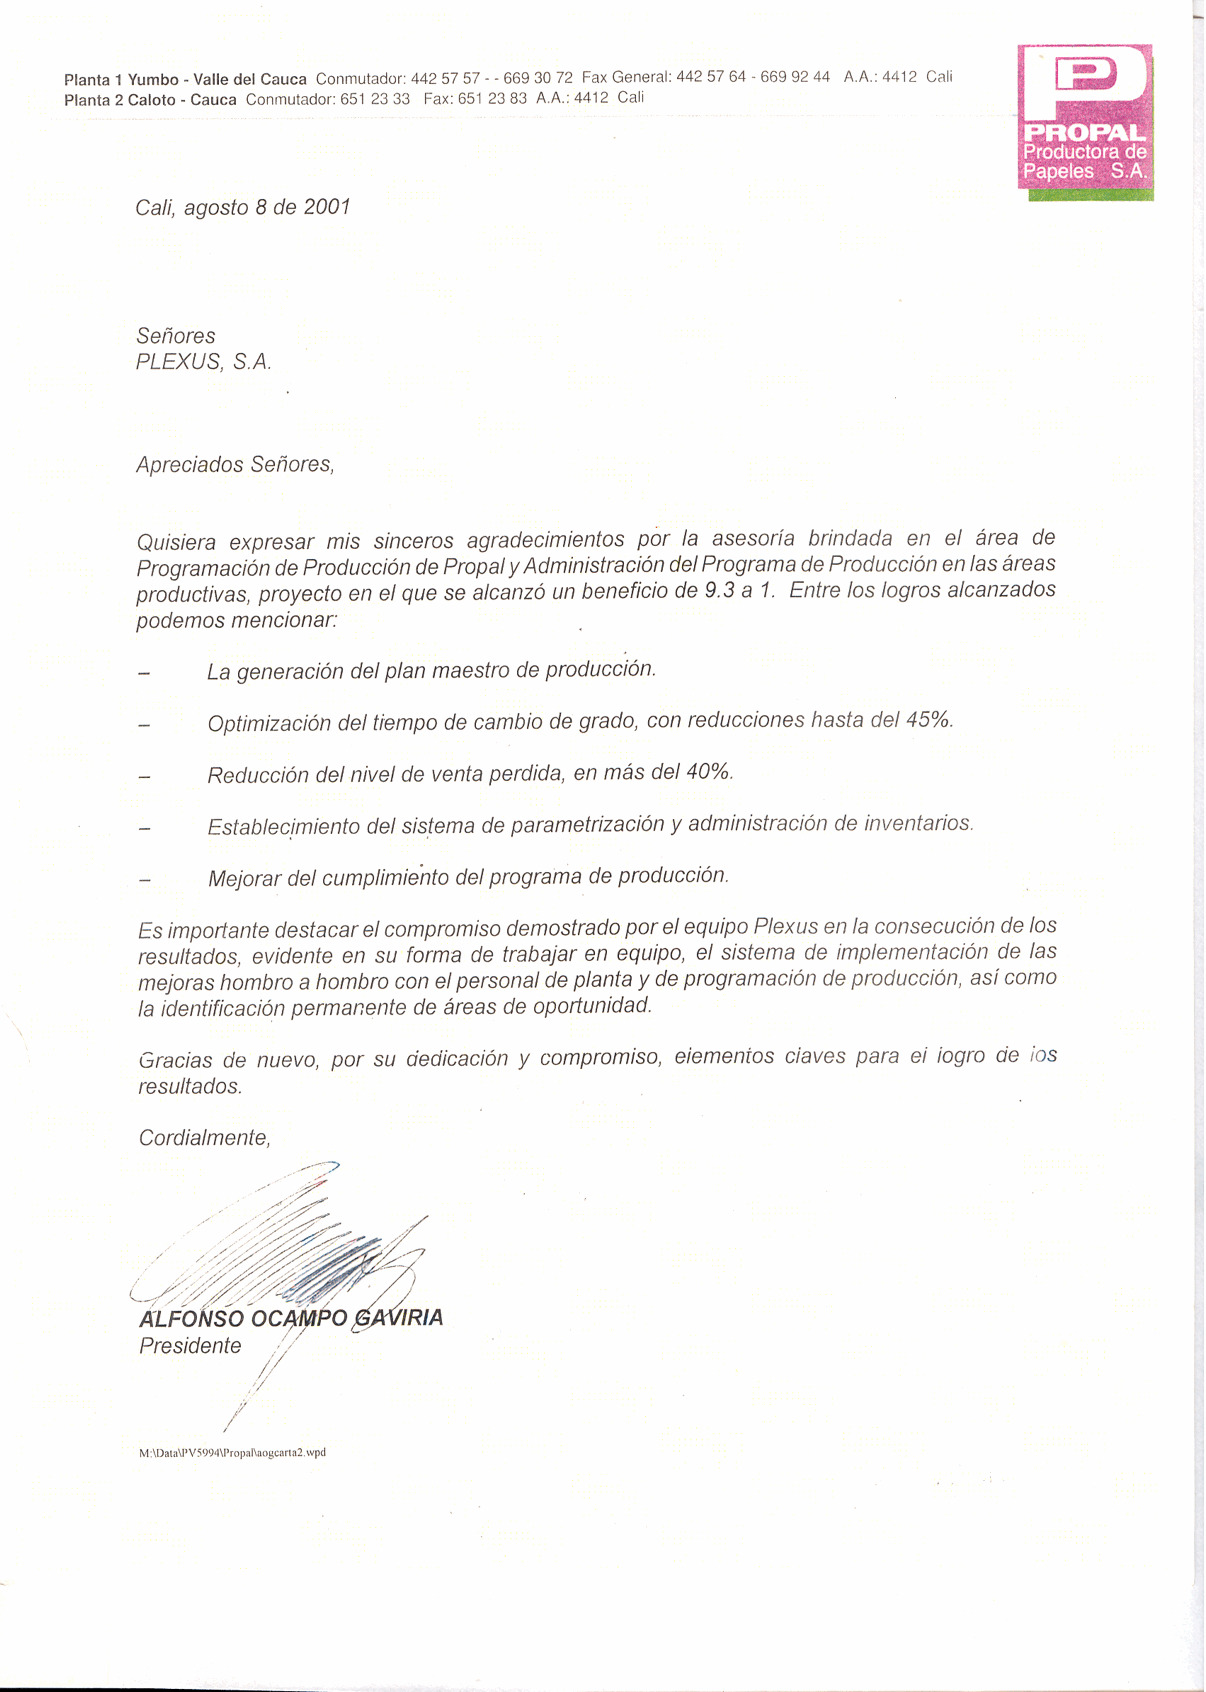 Planta 1 Yumbo - Valle del Cauca Conmutador: 442 57 57 - - 669 30 72 Fax General: 442 57 64 - 669 92 44 A.A.: 4412 Cali
Planta 2 Caloto - Cauca Conmutador: 651 23 33 Fax: 651 23 83 A.A.: 4412 Cali
PROPAL
Productora de
Papeles S.A.
Cali, agosto 8 de 2001
Señores
PLEXUS, S.A.
Apreciados Señores,
Quisiera expresar mis sinceros agradecimientos por la asesoría brindada en el área de
Programación de Producción de Propal y Administración del Programa de Producción en las áreas
productivas, proyecto en el que se alcanzó un beneficio de 9.3 a 1. Entre los logros alcanzados
podemos mencionar:
– La generación del plan maestro de producción.
– Optimización del tiempo de cambio de grado, con reducciones hasta del 45%.
– Reducción del nivel de venta perdida, en más del 40%.
– Establecimiento del sistema de parametrización y administración de inventarios.
– Mejorar del cumplimiento del programa de producción.
Es importante destacar el compromiso demostrado por el equipo Plexus en la consecución de los
resultados, evidente en su forma de trabajar en equipo, el sistema de implementación de las
mejoras hombro a hombro con el personal de planta y de programación de producción, así como
la identificación permanente de áreas de oportunidad.
Gracias de nuevo, por su dedicación y compromiso, elementos claves para el logro de los
resultados.
Cordialmente,
ALFONSO OCAMPO GAVIRIA
Presidente
M:\Data\PV5994\Propal\aogcarta2.wpd